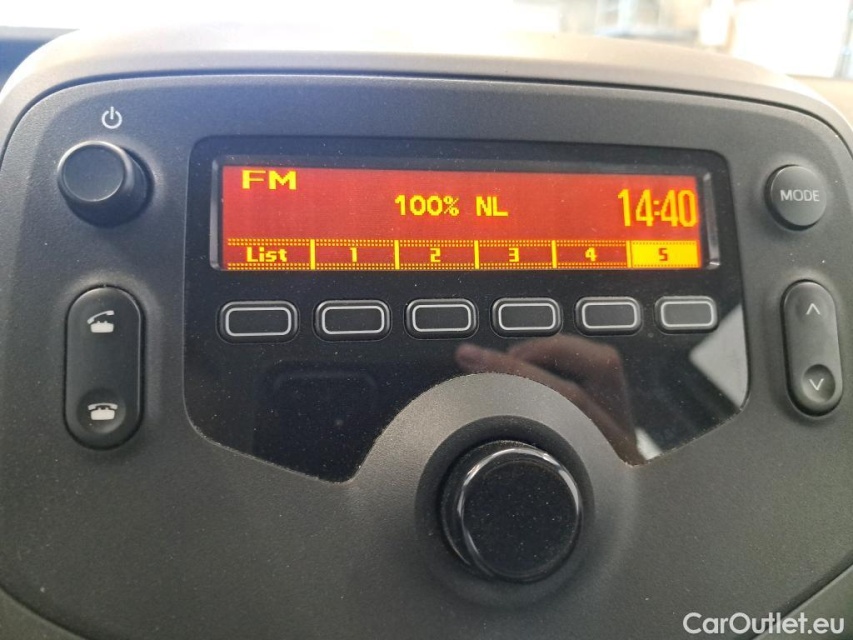 FM
100% NL
14:40
List 1 2 3 4 5
MODE
CarOutlet.eu